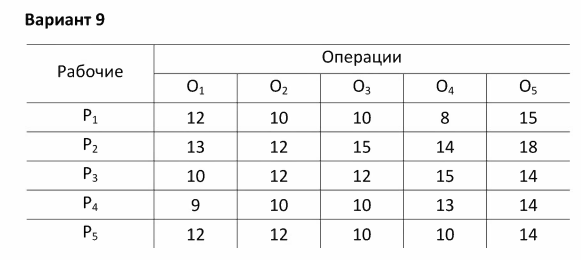 Вариант 9
Операции
Рабочие
O₁ O₂ O₃ O₄ O₅
P₁ 12 10 10 8 15
P₂ 13 12 15 14 18
P₃ 10 12 12 15 14
P₄ 9 10 10 13 14
P₅ 12 12 10 10 14